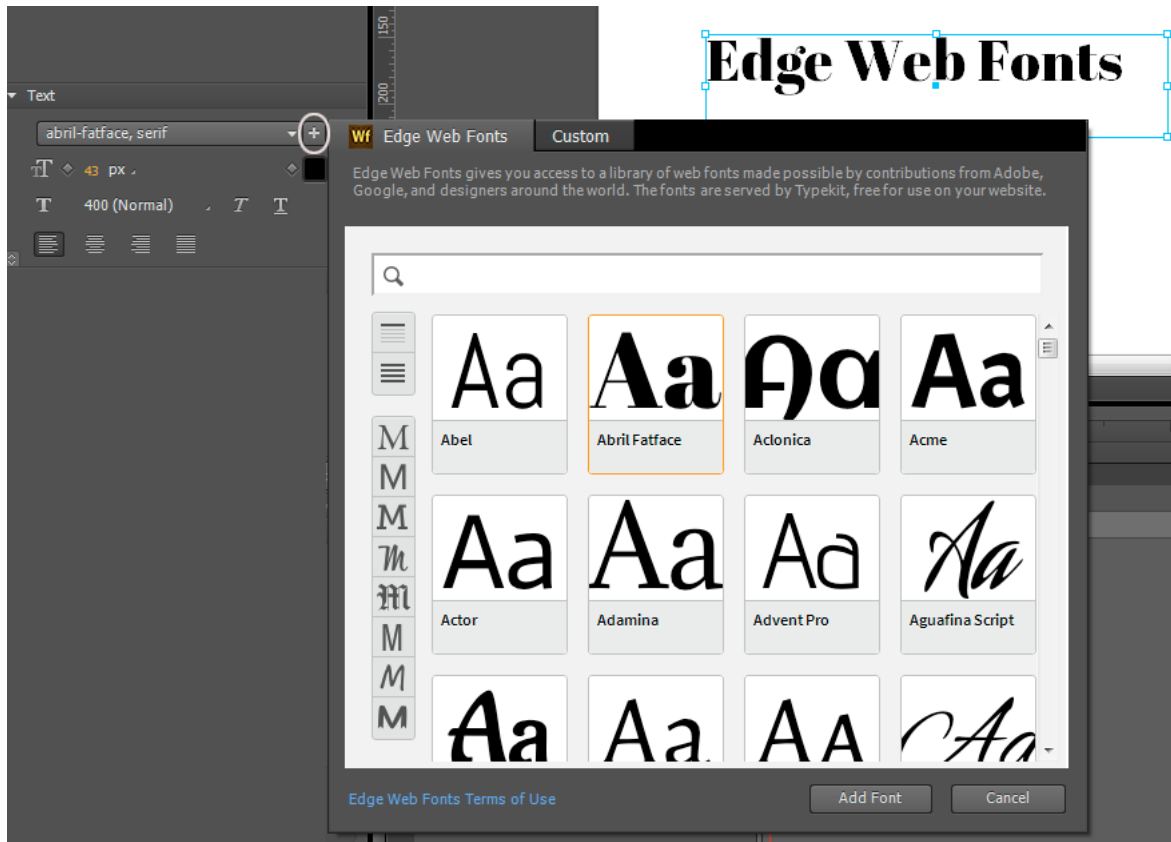 150
200
Edge Web Fonts
Text
abril-fatface, serif
+
Wf Edge Web Fonts Custom
T 43 px
Edge Web Fonts gives you access to a library of web fonts made possible by contributions from Adobe,
Google, and designers around the world. The fonts are served by Typekit, free for use on your website.
T 400 (Normal) T T
Aa Aa Aa Aa
Abel Abril Fatface Aclonica Acme
M
M
M
M
M
M
M
M
Aa Aa Aa Aa
Actor Adamina Advent Pro Aguafina Script
Aa Aa AA Aa
Edge Web Fonts Terms of Use Add Font Cancel